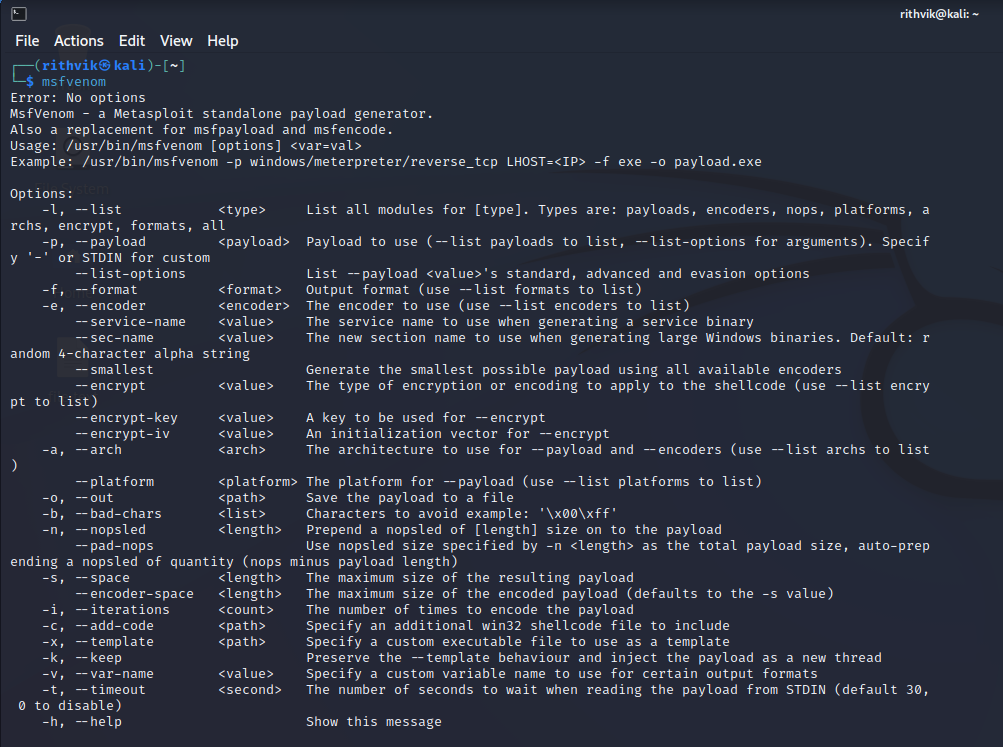 rithvik@kali: ~
File Actions Edit View Help
┌──(rithvik㉿kali)-[~]
└─$ msfvenom
Error: No options
MsfVenom - a Metasploit standalone payload generator.
Also a replacement for msfpayload and msfencode.
Usage: /usr/bin/msfvenom [options] <var=val>
Example: /usr/bin/msfvenom -p windows/meterpreter/reverse_tcp LHOST=<IP> -f exe -o payload.exe

Options:
    -l, --list            <type>     List all modules for [type]. Types are: payloads, encoders, nops, platforms, a
rchs, encrypt, formats, all
    -p, --payload         <payload>  Payload to use (--list payloads to list, --list-options for arguments). Specif
y '-' or STDIN for custom
        --list-options               List --payload <value>'s standard, advanced and evasion options
    -f, --format          <format>   Output format (use --list formats to list)
    -e, --encoder         <encoder>  The encoder to use (use --list encoders to list)
        --service-name    <value>    The service name to use when generating a service binary
        --sec-name        <value>    The new section name to use when generating large Windows binaries. Default: r
andom 4-character alpha string
        --smallest                   Generate the smallest possible payload using all available encoders
        --encrypt         <value>    The type of encryption or encoding to apply to the shellcode (use --list encry
pt to list)
        --encrypt-key     <value>    A key to be used for --encrypt
        --encrypt-iv      <value>    An initialization vector for --encrypt
    -a, --arch            <arch>     The architecture to use for --payload and --encoders (use --list archs to list
)
        --platform        <platform> The platform for --payload (use --list platforms to list)
    -o, --out             <path>     Save the payload to a file
    -b, --bad-chars       <list>     Characters to avoid example: '\x00\xff'
    -n, --nopsled         <length>   Prepend a nopsled of [length] size on to the payload
        --pad-nops                   Use nopsled size specified by -n <length> as the total payload size, auto-prep
ending a nopsled of quantity (nops minus payload length)
    -s, --space           <length>   The maximum size of the resulting payload
        --encoder-space   <length>   The maximum size of the encoded payload (defaults to the -s value)
    -i, --iterations      <count>    The number of times to encode the payload
    -c, --add-code        <path>     Specify an additional win32 shellcode file to include
    -x, --template        <path>     Specify a custom executable file to use as a template
    -k, --keep                       Preserve the --template behaviour and inject the payload as a new thread
    -v, --var-name        <value>    Specify a custom variable name to use for certain output formats
    -t, --timeout         <second>   The number of seconds to wait when reading the payload from STDIN (default 30,
 0 to disable)
    -h, --help                       Show this message